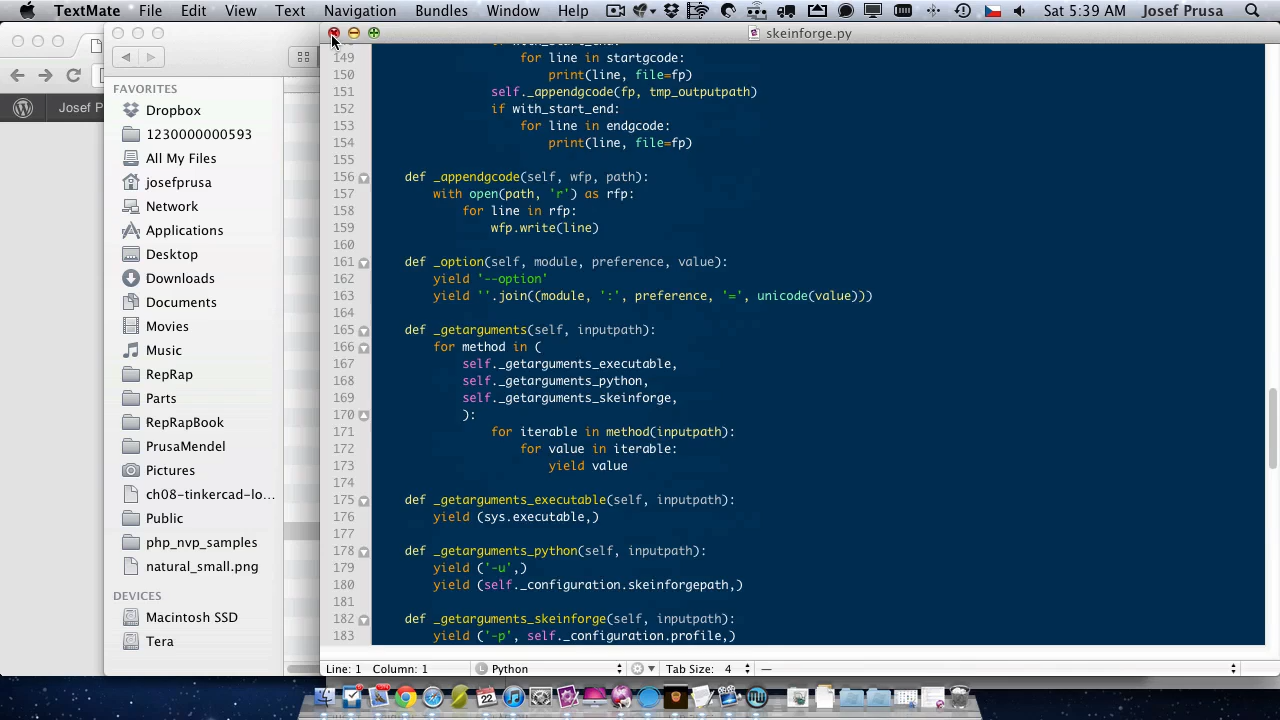 TextMate File Edit View Text Navigation Bundles Window Help Sat 5:39 AM Josef Prusa
skeinforge.py
Josef P
FAVORITES
Dropbox
1230000000593
All My Files
josefprusa
Network
Applications
Desktop
Downloads
Documents
Movies
Music
RepRap
Parts
RepRapBook
PrusaMendel
Pictures
ch08-tinkercad-lo...
Public
php_nvp_samples
natural_small.png
DEVICES
Macintosh SSD
Tera
149 for line in startgcode:
150 print(line, file=fp)
151 self._appendgcode(fp, tmp_outputpath)
152 if with_start_end:
153 for line in endgcode:
154 print(line, file=fp)
155
156 def _appendgcode(self, wfp, path):
157 with open(path, 'r') as rfp:
158 for line in rfp:
159 wfp.write(line)
160
161 def _option(self, module, preference, value):
162 yield '--option'
163 yield ''.join((module, ':', preference, '=', unicode(value)))
164
165 def _getarguments(self, inputpath):
166 for method in (
167 self._getarguments_executable,
168 self._getarguments_python,
169 self._getarguments_skeinforge,
170 ):
171 for iterable in method(inputpath):
172 for value in iterable:
173 yield value
174
175 def _getarguments_executable(self, inputpath):
176 yield (sys.executable,)
177
178 def _getarguments_python(self, inputpath):
179 yield ('-u',)
180 yield (self._configuration.skeinforgepath,)
181
182 def _getarguments_skeinforge(self, inputpath):
183 yield ('-p', self._configuration.profile,)
Line: 1 Column: 1 L Python Tab Size: 4 —